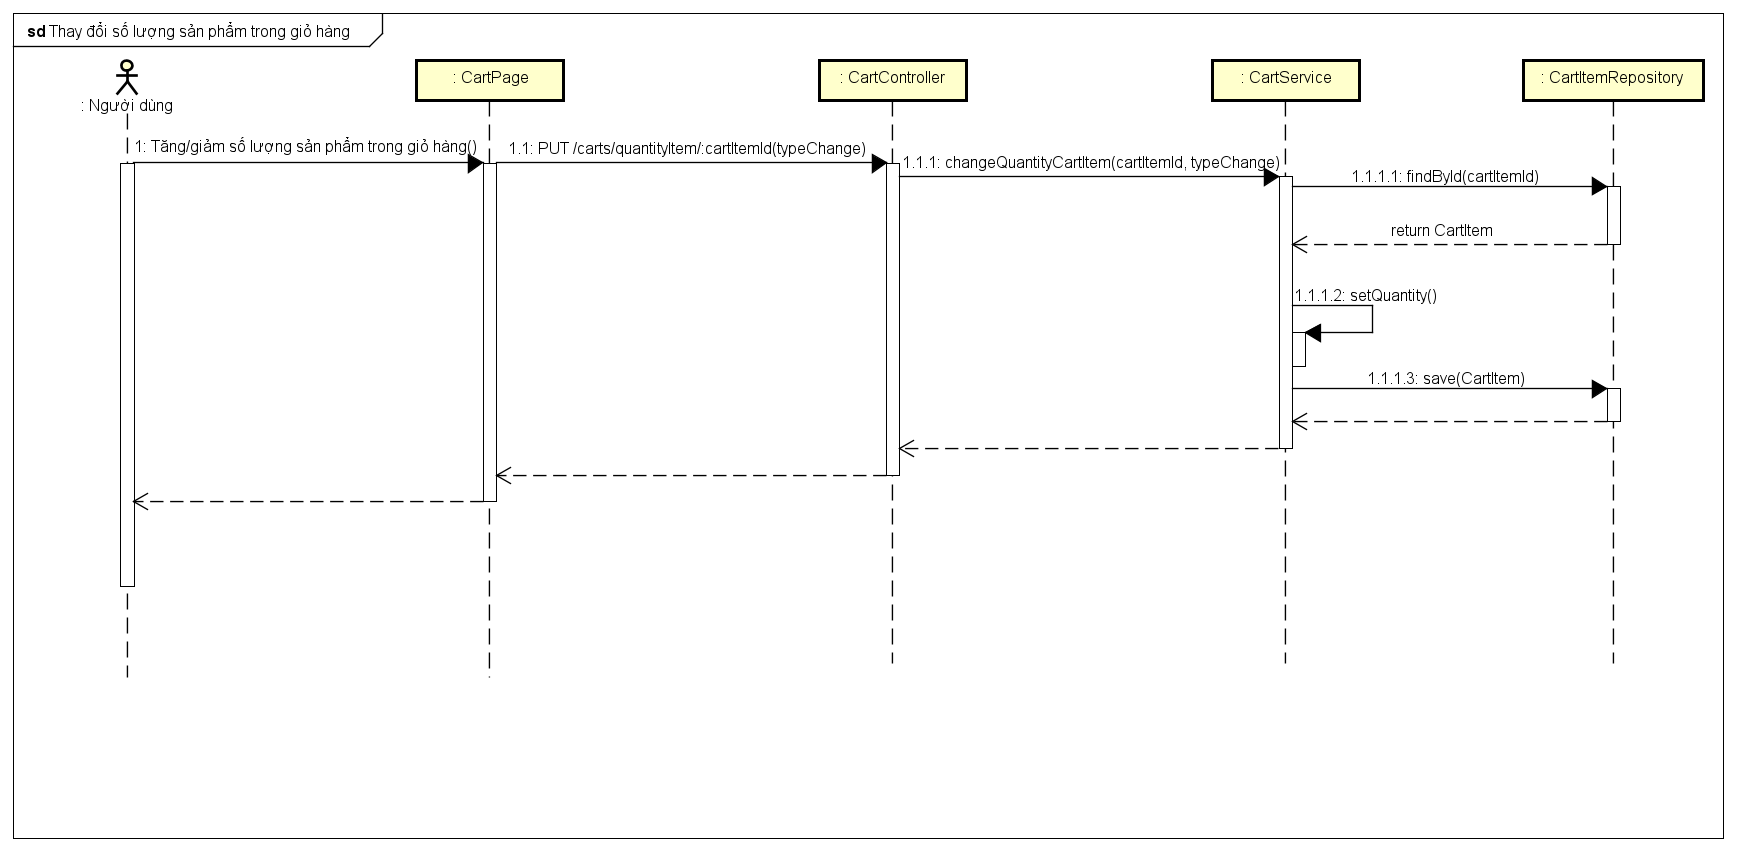 sd Thay đổi số lượng sản phẩm trong giỏ hàng
: Người dùng
: CartPage
: CartController
: CartService
: CartItemRepository
1: Tăng/giảm số lượng sản phẩm trong giỏ hàng()
1.1: PUT /carts/quantityItem/:cartItemId(typeChange)
1.1.1: changeQuantityCartItem(cartItemId, typeChange)
1.1.1.1: findById(cartItemId)
return CartItem
1.1.1.2: setQuantity()
1.1.1.3: save(CartItem)